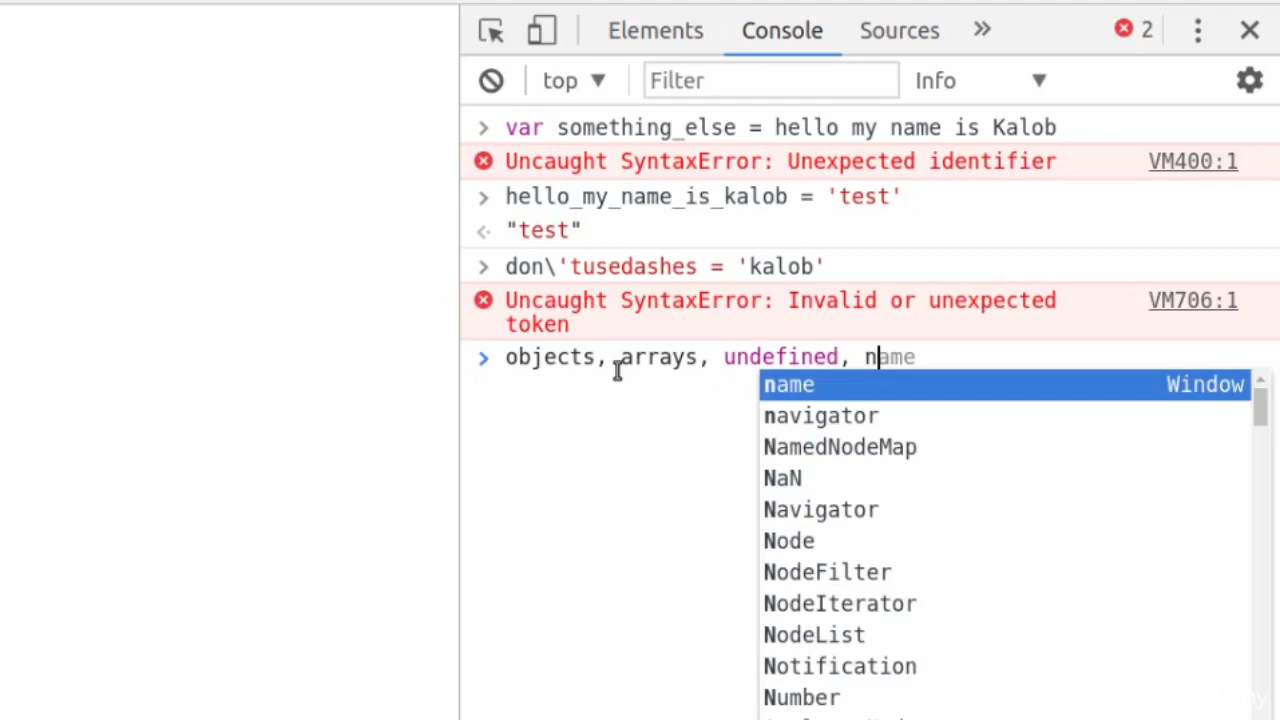 Elements Console Sources » 2
top ▼ Filter Info ▼
> var something_else = hello my name is Kalob
Uncaught SyntaxError: Unexpected identifier VM400:1
> hello_my_name_is_kalob = 'test'
"test"
> don\'tusedashes = 'kalob'
Uncaught SyntaxError: Invalid or unexpected VM706:1
token
> objects, arrays, undefined, name
name Window
navigator
NamedNodeMap
NaN
Navigator
Node
NodeFilter
NodeIterator
NodeList
Notification
Number